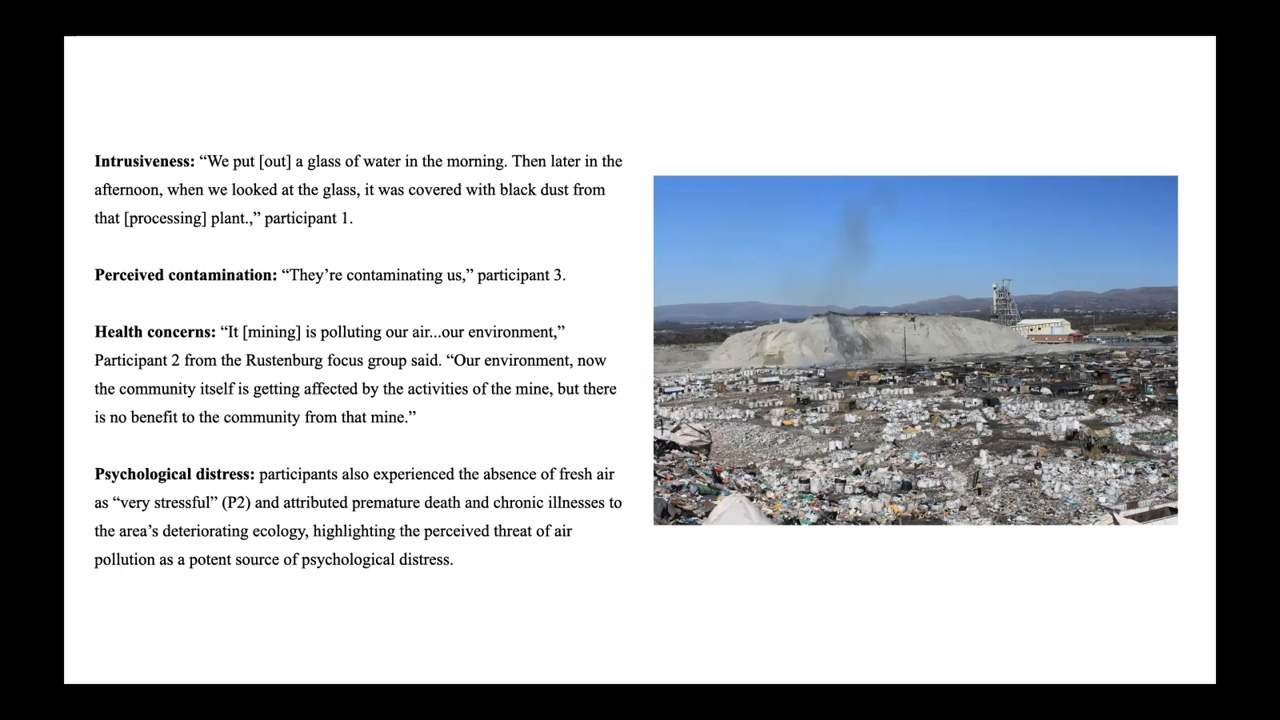 Intrusiveness: “We put [out] a glass of water in the morning. Then later in the
afternoon, when we looked at the glass, it was covered with black dust from
that [processing] plant.,” participant 1.
Perceived contamination: “They’re contaminating us,” participant 3.
Health concerns: “It [mining] is polluting our air...our environment,”
Participant 2 from the Rustenburg focus group said. “Our environment, now
the community itself is getting affected by the activities of the mine, but there
is no benefit to the community from that mine.”
Psychological distress: participants also experienced the absence of fresh air
as “very stressful” (P2) and attributed premature death and chronic illnesses to
the area’s deteriorating ecology, highlighting the perceived threat of air
pollution as a potent source of psychological distress.